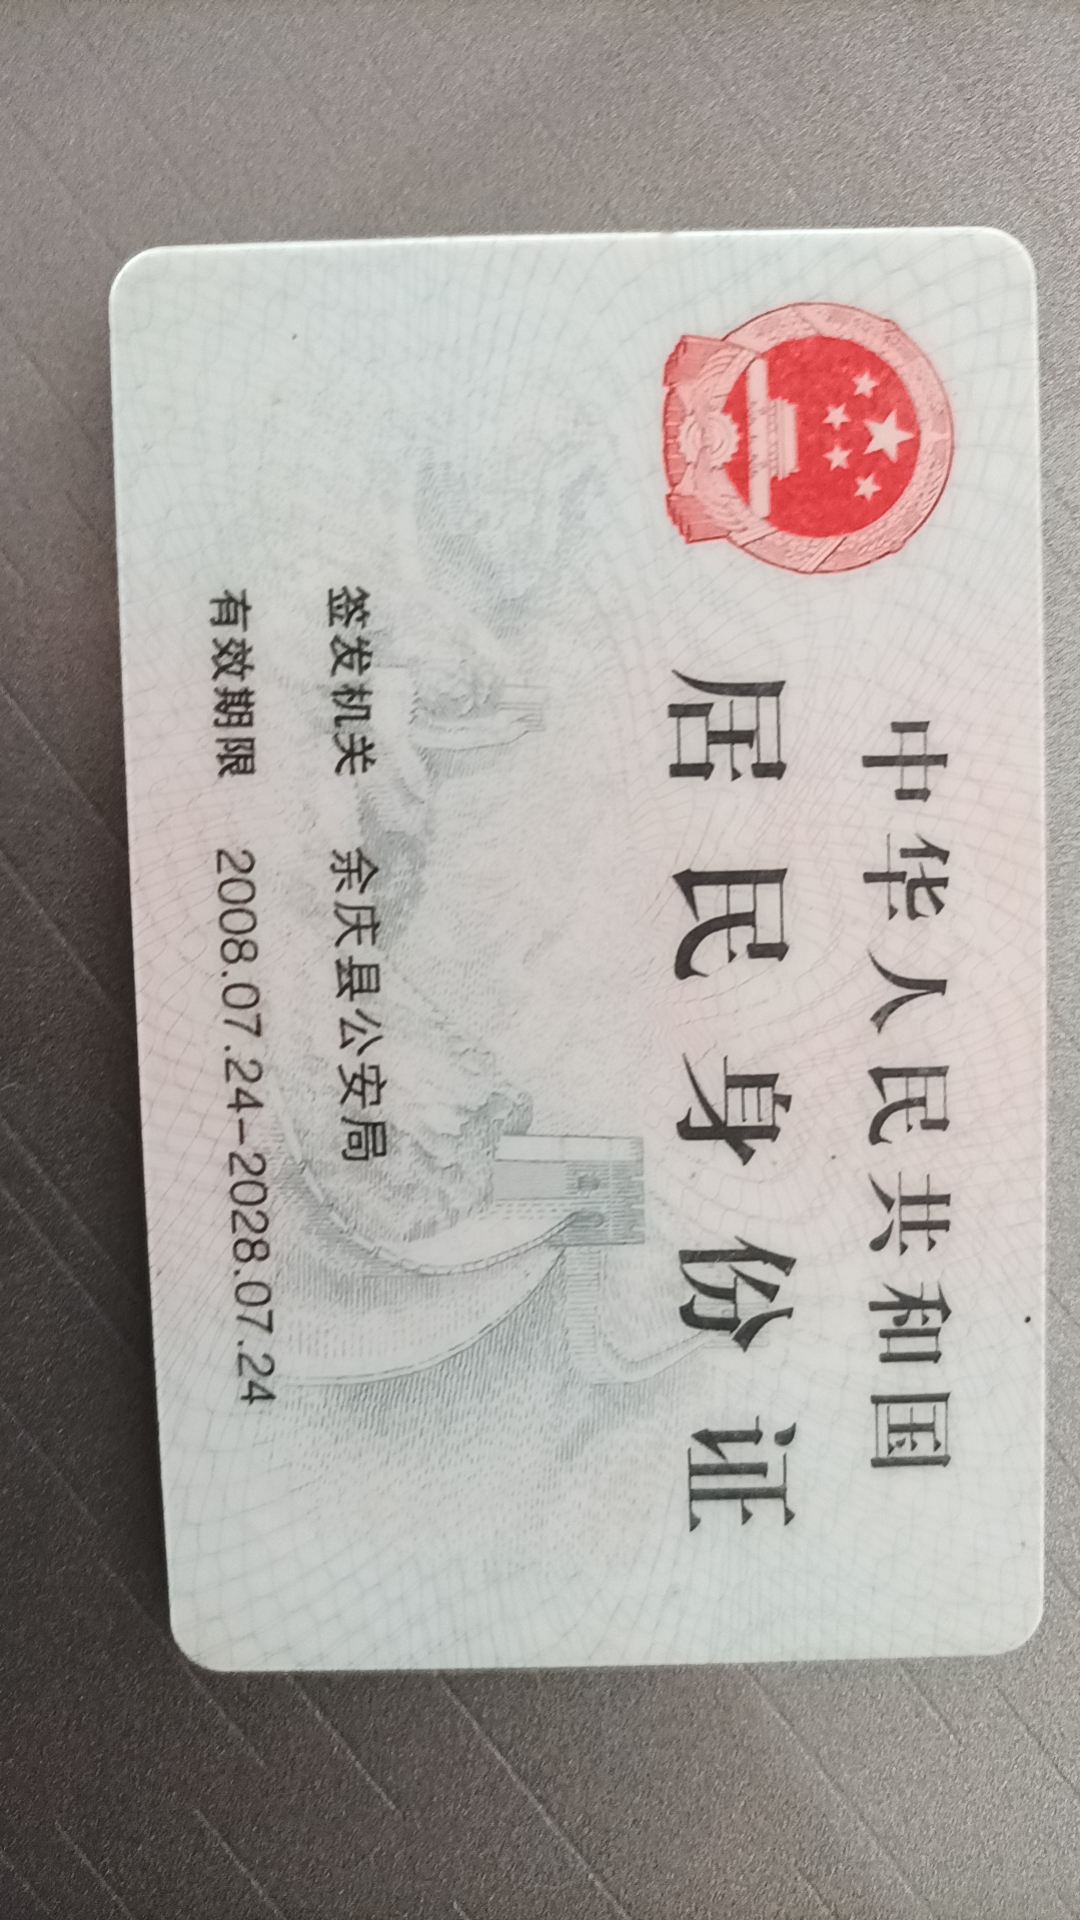 中华人民共和国
居民身份证
签发机关 余庆县公安局
有效期限 2008.07.24-2028.07.24